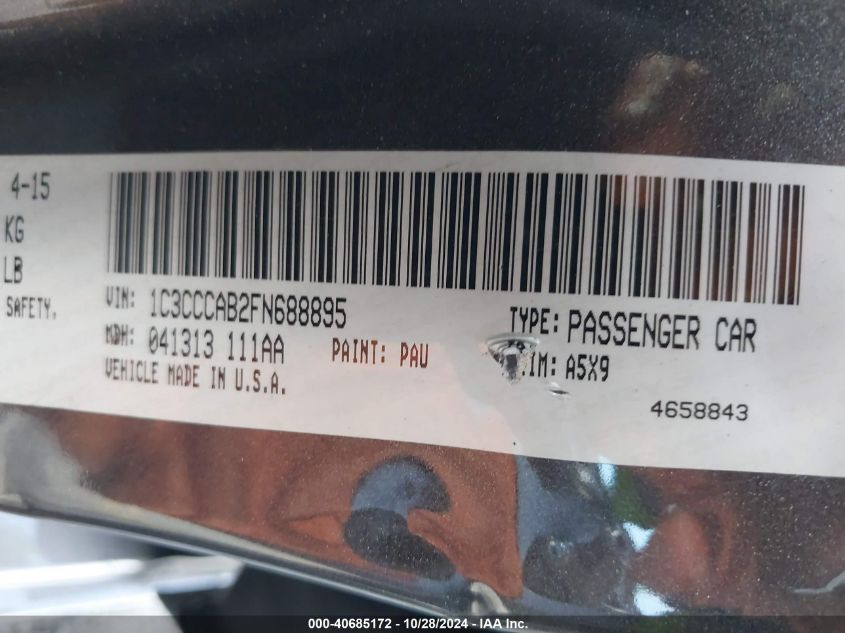 4-15
KG
LB
SAFETY.
VIN: 1C3CCCAB2FN688895
MDH: 041313 111AA
PAINT: PAU
VEHICLE MADE IN U.S.A.
TYPE: PASSENGER CAR
IM: A5X9
4658843
000-40685172 - 10/28/2024 - IAA Inc.